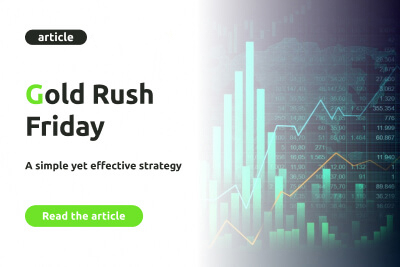 article
Gold Rush
Friday
A simple yet effective strategy
Read the article